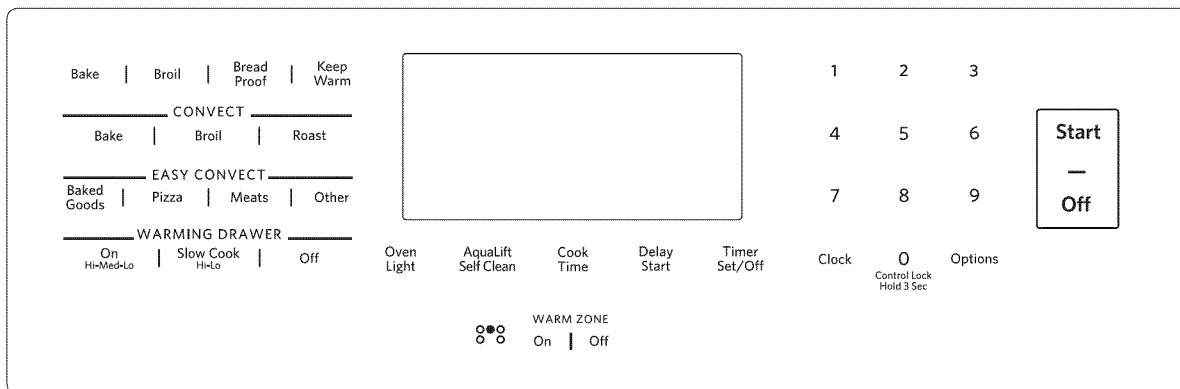 Bake | Broil | Bread Proof | Keep Warm
CONVECT
Bake | Broil | Roast
EASY CONVECT
Baked Goods | Pizza | Meats | Other
WARMING DRAWER
On Hi-Med-Lo | Slow Cook Hi-Lo | Off
Oven Light
AquaLift Self Clean
Cook Time
Delay Start
Timer Set/Off
WARM ZONE
On | Off
1 2 3
4 5 6
7 8 9
Clock 0 Options
Control Lock
Hold 3 Sec
Start
—
Off